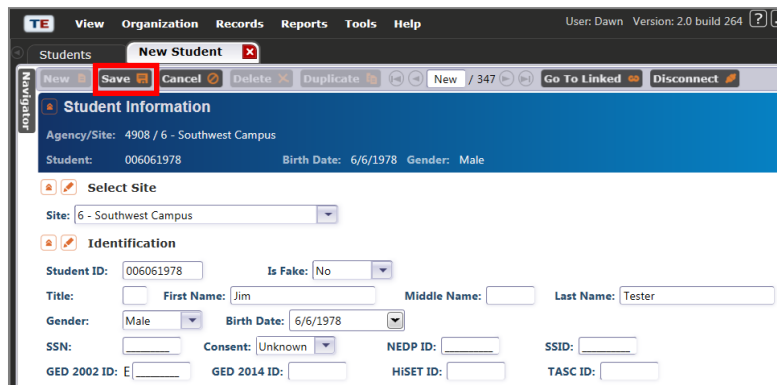 TE View Organization Records Reports Tools Help User: Dawn Version: 2.0 build 264 ?
Students New Student X
Navigator
New Save Cancel Delete Duplicate New / 347 Go To Linked Disconnect
Student Information
Agency/Site: 4908 / 6 - Southwest Campus
Student: 006061978 Birth Date: 6/6/1978 Gender: Male
Select Site
Site: 6 - Southwest Campus
Identification
Student ID: 006061978 Is Fake: No
Title: First Name: Jim Middle Name: Last Name: Tester
Gender: Male Birth Date: 6/6/1978
SSN: ________ Consent: Unknown NEDP ID: ________ SSID: ________
GED 2002 ID: E________ GED 2014 ID: HiSET ID: TASC ID: